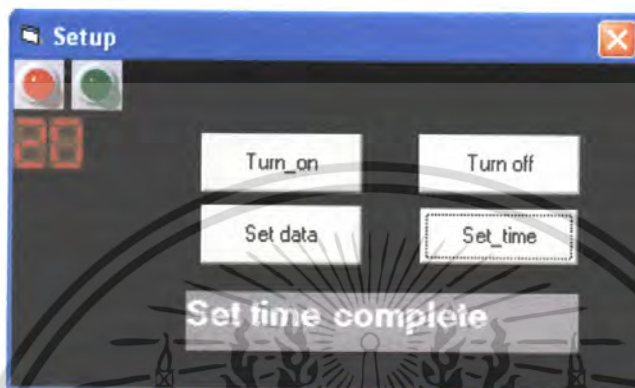 Setup
20
Turn_on
Turn off
Set data
Set_time
Set time complete